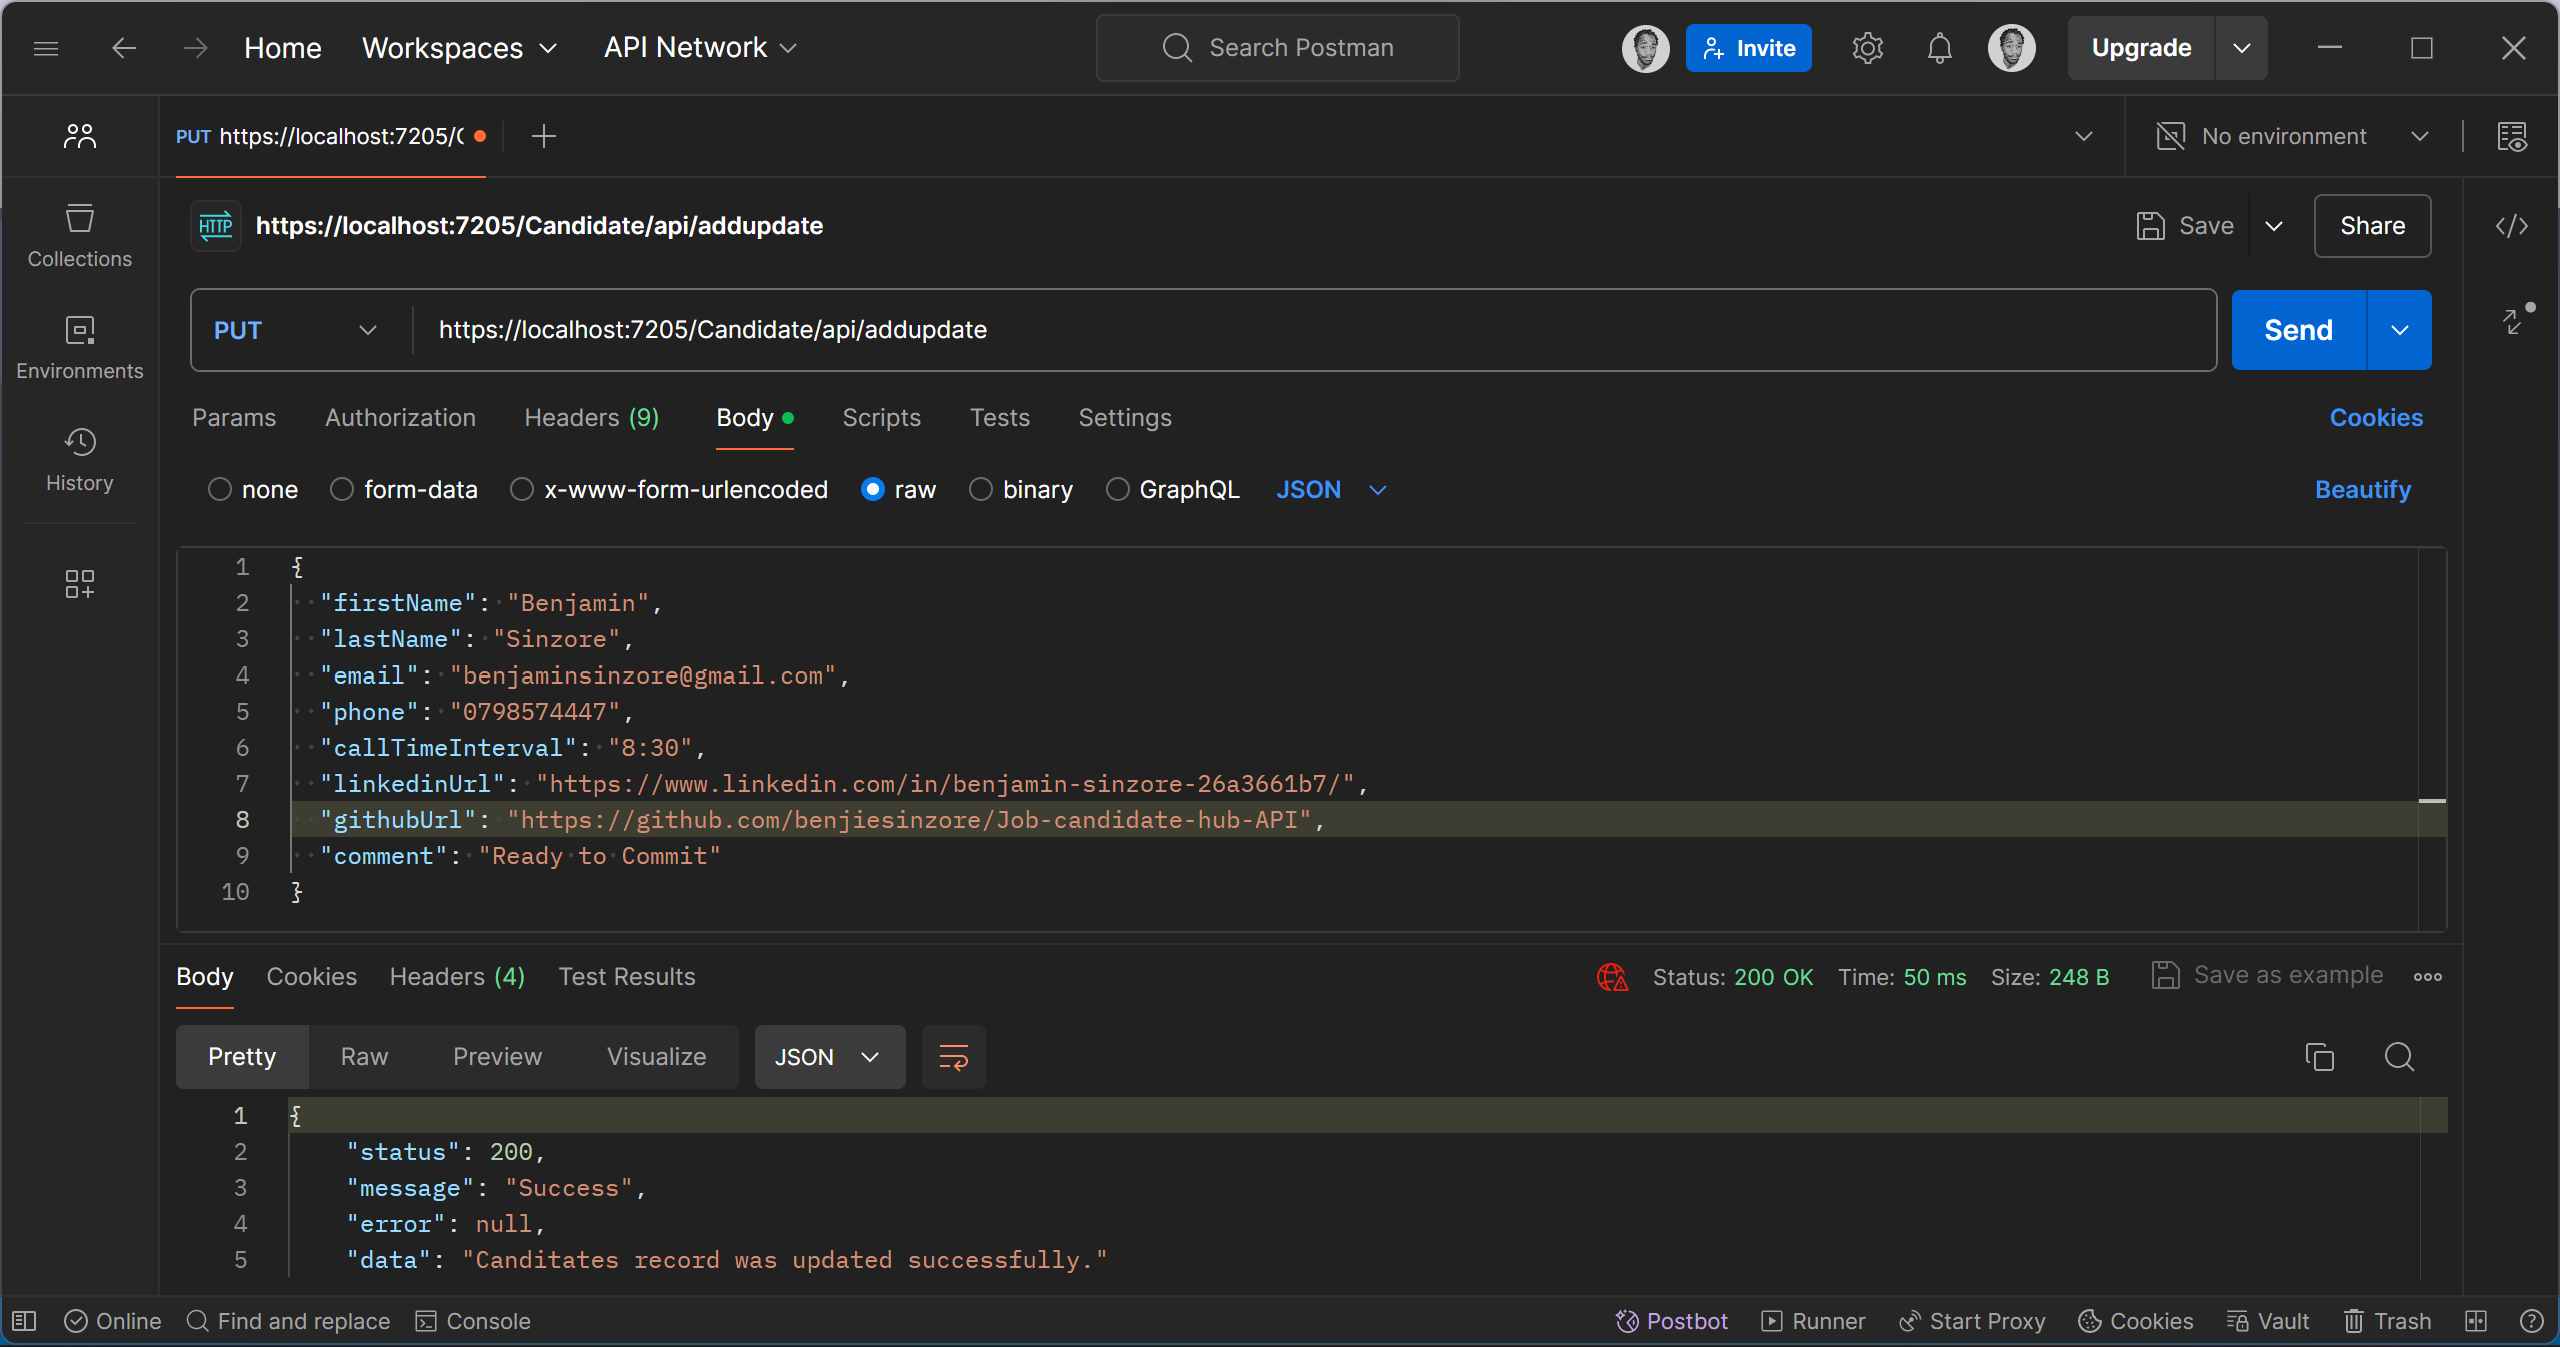 Home Workspaces API Network Search Postman Invite Upgrade
PUT https://localhost:7205/C No environment
HTTP https://localhost:7205/Candidate/api/addupdate Save Share
PUT https://localhost:7205/Candidate/api/addupdate Send
Collections
Environments
History
Params Authorization Headers (9) Body Scripts Tests Settings Cookies
none form-data x-www-form-urlencoded raw binary GraphQL JSON Beautify
1 {
2 "firstName": "Benjamin",
3 "lastName": "Sinzore",
4 "email": "benjaminsinzore@gmail.com",
5 "phone": "0798574447",
6 "callTimeInterval": "8:30",
7 "linkedinUrl": "https://www.linkedin.com/in/benjamin-sinzore-26a3661b7/",
8 "githubUrl": "https://github.com/benjiesinzore/Job-candidate-hub-API",
9 "comment": "Ready to Commit"
10 }
Body Cookies Headers (4) Test Results Status: 200 OK Time: 50 ms Size: 248 B Save as example
Pretty Raw Preview Visualize JSON
1 {
2 "status": 200,
3 "message": "Success",
4 "error": null,
5 "data": "Canditates record was updated successfully."
Online Find and replace Console Postbot Runner Start Proxy Cookies Vault Trash